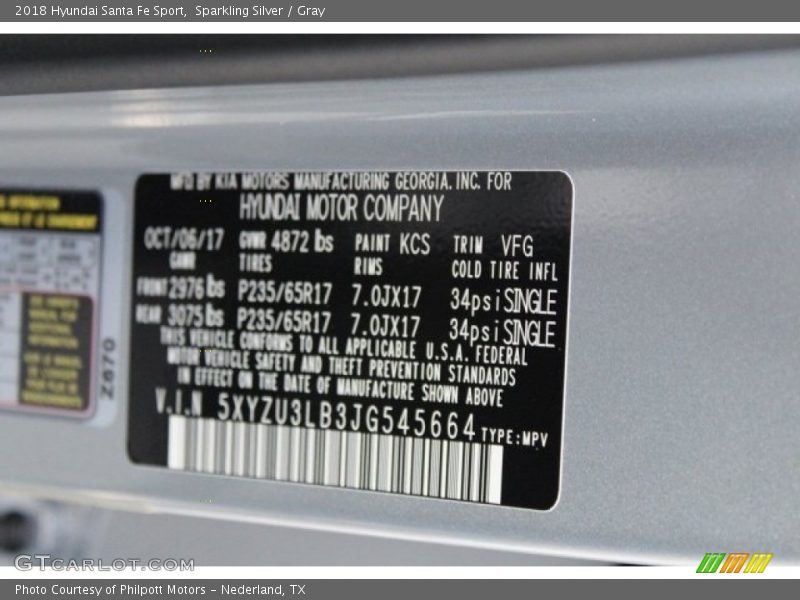 2018 Hyundai Santa Fe Sport, Sparkling Silver / Gray
MFD BY KIA MOTORS MANUFACTURING GEORGIA. INC. FOR
HYUNDAI MOTOR COMPANY
OCT/06/17 GVWR 4872 lbs PAINT KCS TRIM VFG
GAWR TIRES RIMS COLD TIRE INFL
FRONT 2976 lbs P235/65R17 7.0JX17 34psi SINGLE
REAR 3075 lbs P235/65R17 7.0JX17 34psi SINGLE
THIS VEHICLE CONFORMS TO ALL APPLICABLE U.S.A. FEDERAL
MOTOR VEHICLE SAFETY AND THEFT PREVENTION STANDARDS
IN EFFECT ON THE DATE OF MANUFACTURE SHOWN ABOVE
V.I.N 5XYZU3LB3JG545664 TYPE:MPV
GTCARLOT.COM
Photo Courtesy of Philpott Motors - Nederland, TX